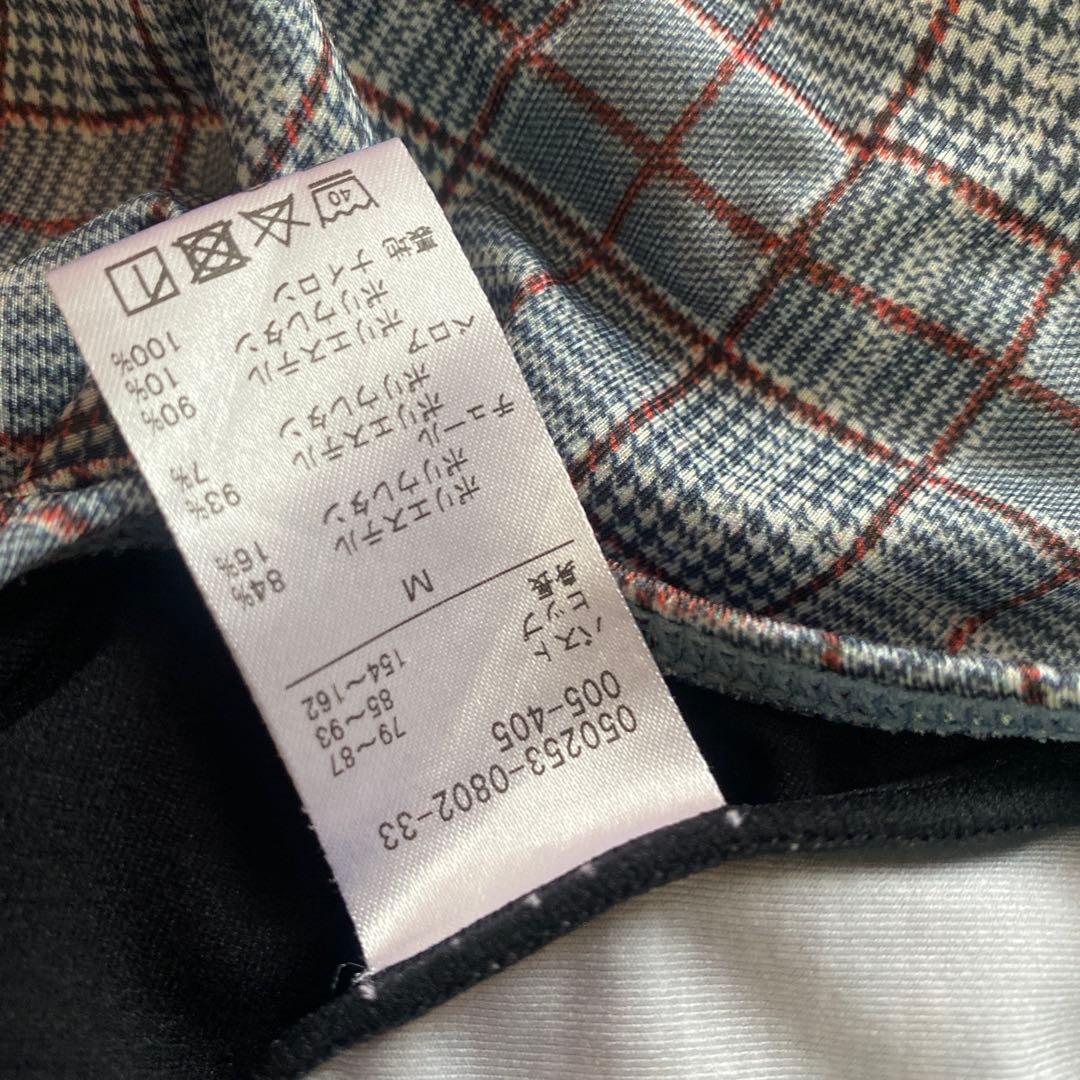 050253-0802-33
005-405
バスト 79~87
ヒップ 85~93
身長 154~162
M
ポリエステル 84%
ポリウレタン 16%
チュール
ポリエステル 93%
ポリウレタン 7%
ベロア
ポリエステル 90%
ポリウレタン 10%
裏地 ナイロン 100%
40